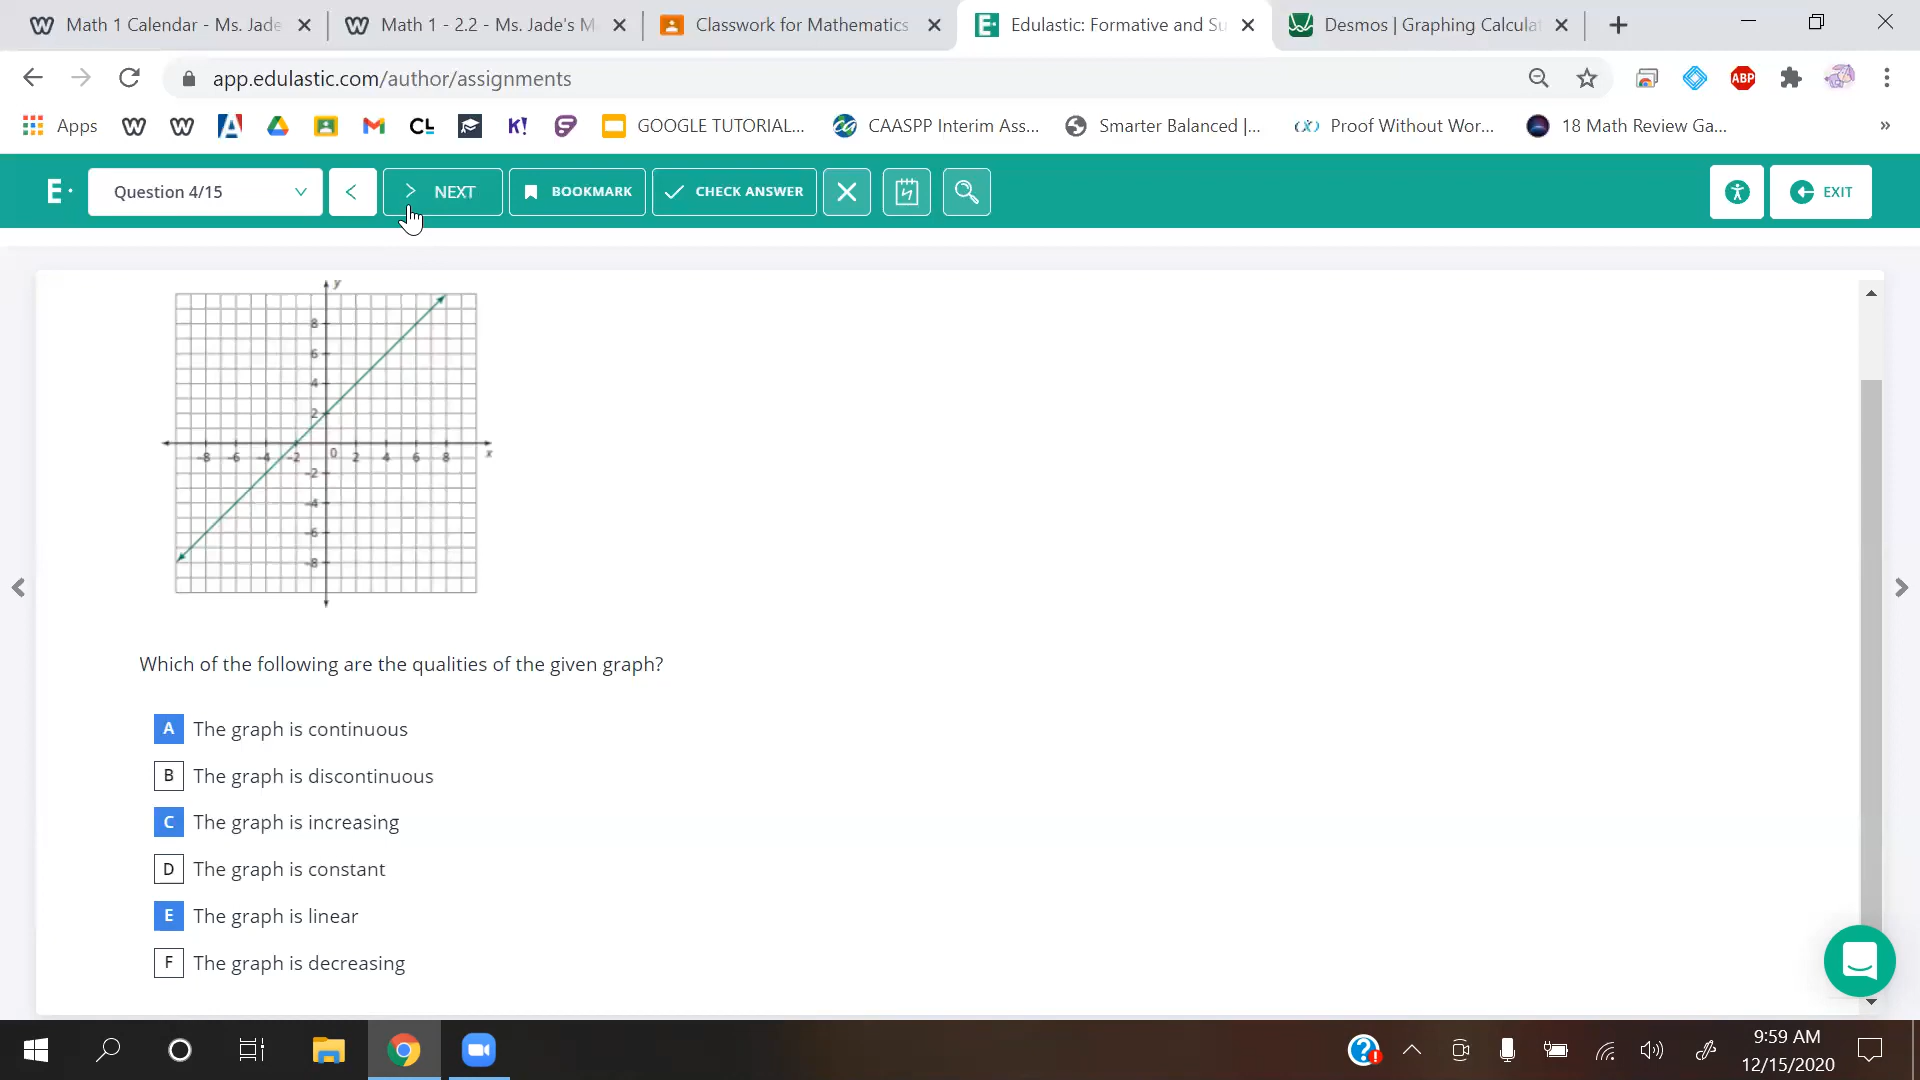 Math 1 Calendar - Ms. Jade
Math 1 - 2.2 - Ms. Jade's M
Classwork for Mathematics
Edulastic: Formative and Su
Desmos | Graphing Calculat
app.edulastic.com/author/assignments
ABP
Apps
CL
K!
GOOGLE TUTORIAL...
CAASPP Interim Ass...
Smarter Balanced |...
Proof Without Wor...
18 Math Review Ga...
»
E
Question 4/15
NEXT
BOOKMARK
CHECK ANSWER
EXIT
y
8
6
4
2
-8 -6 -4 -2 0 2 4 6 8 x
-2
-4
-6
-8
Which of the following are the qualities of the given graph?
A The graph is continuous
B The graph is discontinuous
C The graph is increasing
D The graph is constant
E The graph is linear
F The graph is decreasing
9:59 AM
12/15/2020